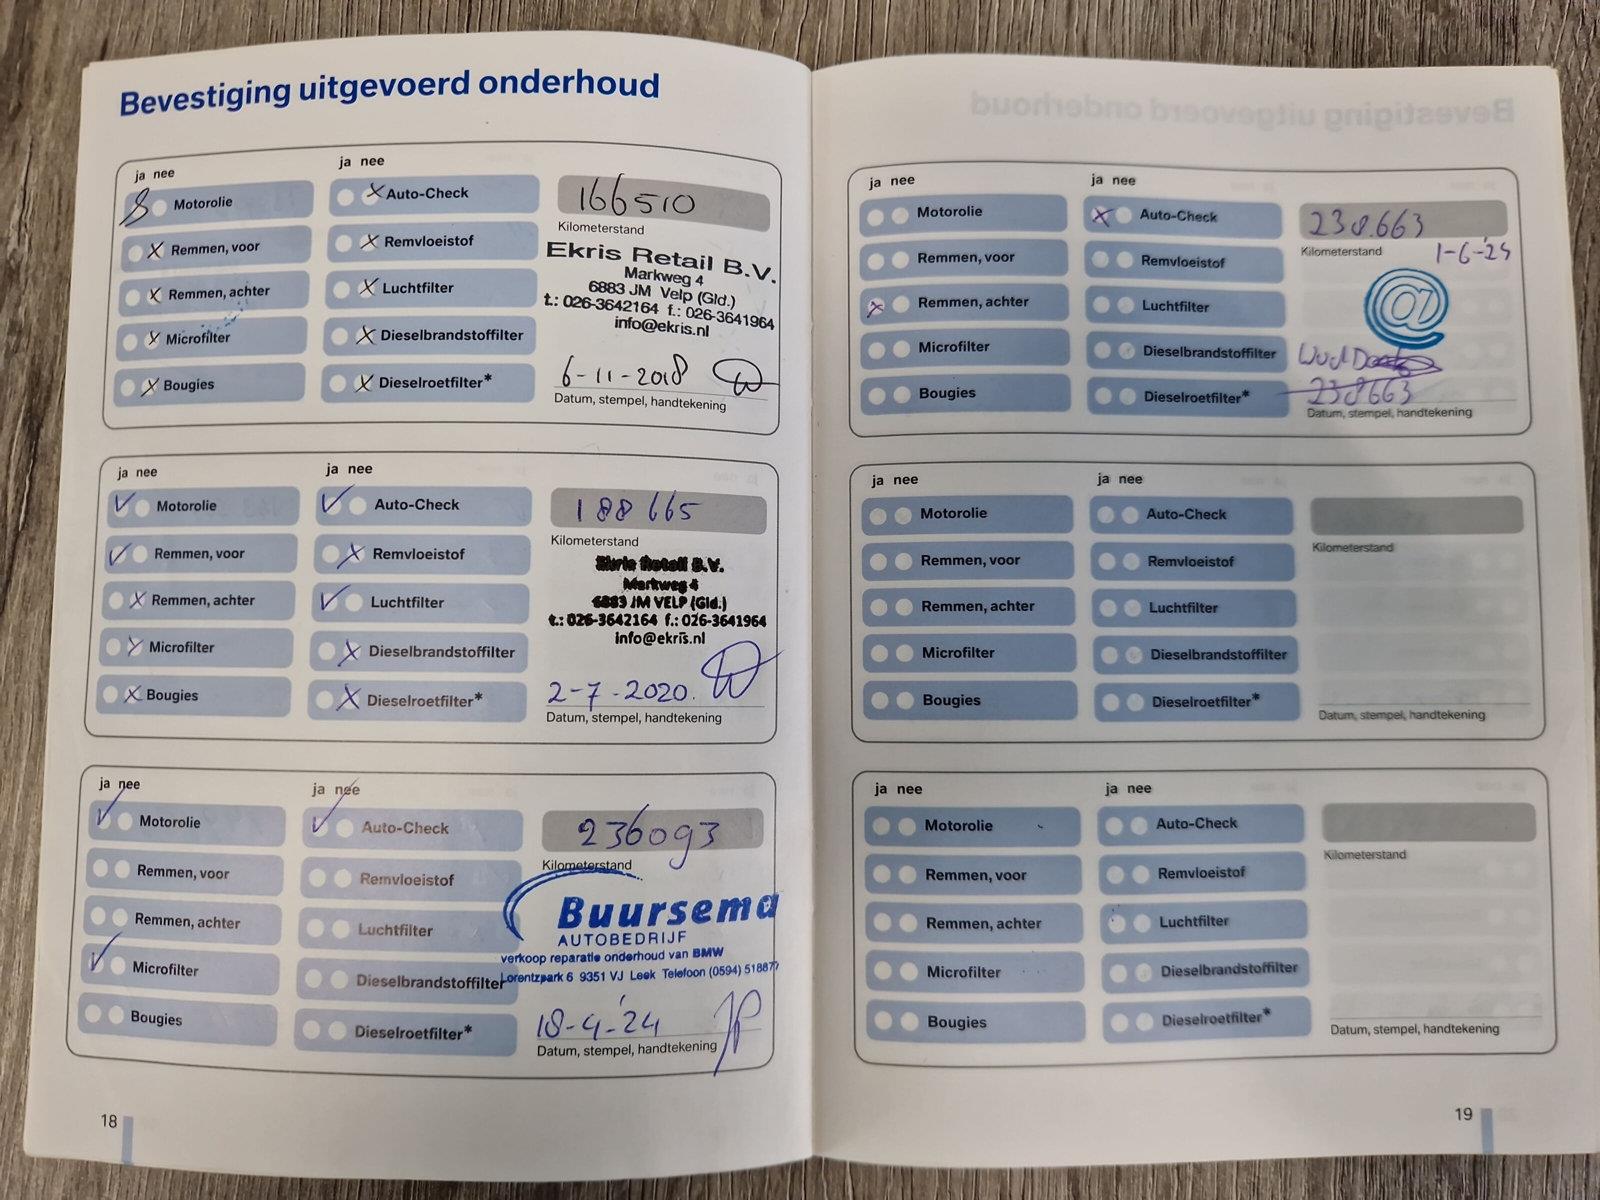 Bevestiging uitgevoerd onderhoud
ja nee
ja nee
Motorolie
Auto-Check
166510
Kilometerstand
Remmen, voor
Remvloeistof
Ekris Retail B.V.
Markweg 4
6883 JM Velp (Gld.)
t.: 026-3642164 f.: 026-3641964
info@ekris.nl
Remmen, achter
Luchtfilter
Microfilter
Dieselbrandstoffilter
Bougies
Dieselroetfilter*
6-11-2018
Datum, stempel, handtekening
ja nee
ja nee
Motorolie
Auto-Check
188665
Kilometerstand
Remmen, voor
Remvloeistof
Ekris Retail B.V.
Markweg 4
6883 JM VELP (Gld.)
t.: 026-3642164 f.: 026-3641964
info@ekris.nl
Remmen, achter
Luchtfilter
Microfilter
Dieselbrandstoffilter
Bougies
Dieselroetfilter*
2-7-2020.
Datum, stempel, handtekening
ja nee
ja nee
Motorolie
Auto-Check
236093
Kilometerstand
Remmen, voor
Remvloeistof
Buursema
AUTOBEDRIJF
verkoop reparatie onderhoud van BMW
Lorentzpark 6 9351 VJ Leek Telefoon (0594) 518877
Remmen, achter
Luchtfilter
Microfilter
Dieselbrandstoffilter
Bougies
Dieselroetfilter*
18-4-'24
Datum, stempel, handtekening
18
Bevestiging uitgevoerd onderhoud
ja nee
ja nee
Motorolie
Auto-Check
238.663
Kilometerstand
1-6-'24
Remmen, voor
Remvloeistof
@
Remmen, achter
Luchtfilter
Microfilter
Dieselbrandstoffilter
Bougies
Dieselroetfilter*
238663
Datum, stempel, handtekening
ja nee
ja nee
Motorolie
Auto-Check
Kilometerstand
Remmen, voor
Remvloeistof
Remmen, achter
Luchtfilter
Microfilter
Dieselbrandstoffilter
Bougies
Dieselroetfilter*
Datum, stempel, handtekening
ja nee
ja nee
Motorolie
Auto-Check
Kilometerstand
Remmen, voor
Remvloeistof
Remmen, achter
Luchtfilter
Microfilter
Dieselbrandstoffilter
Bougies
Dieselroetfilter*
Datum, stempel, handtekening
19